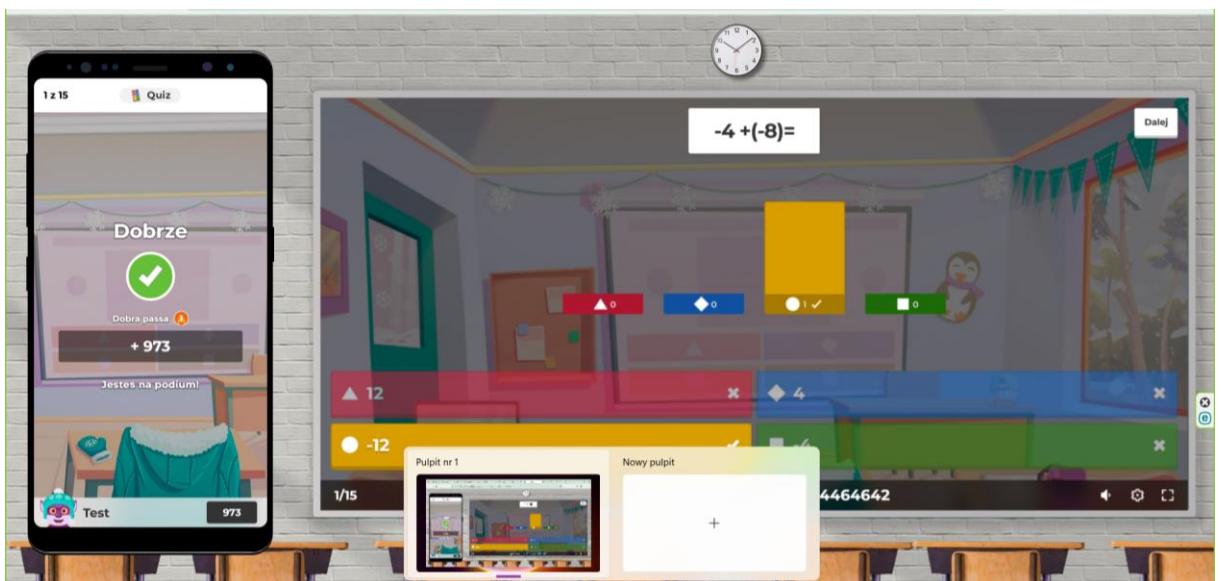 1 z 15
Quiz
Dobrze
Dobra passa
+ 973
Jesteś na podium!
Test
973
-4 +(-8)=
Dalej
0
0
1
0
12
4
-12
-4
1/15
4464642
Pulpit nr 1
Nowy pulpit